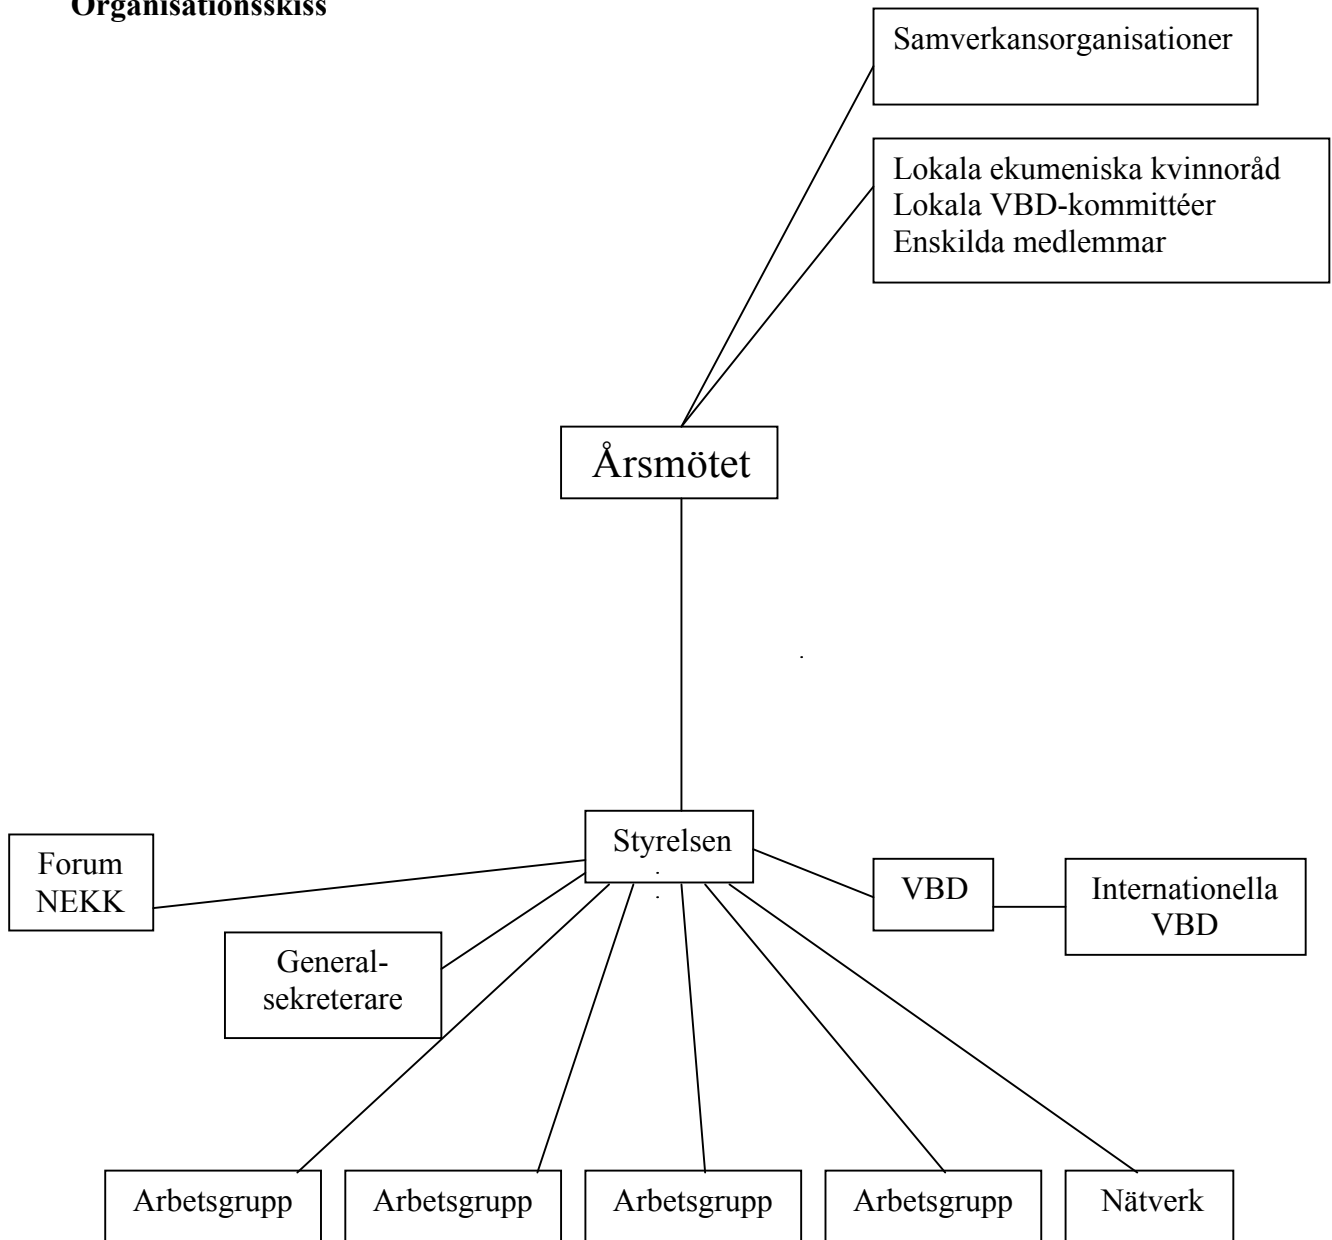 Organisationsskiss
Samverkansorganisationer
Lokala ekumeniska kvinnoråd
Lokala VBD-kommittéer
Enskilda medlemmar
Årsmötet
Styrelsen
Forum
NEKK
VBD
Internationella
VBD
General-
sekreterare
Arbetsgrupp
Arbetsgrupp
Arbetsgrupp
Arbetsgrupp
Nätverk